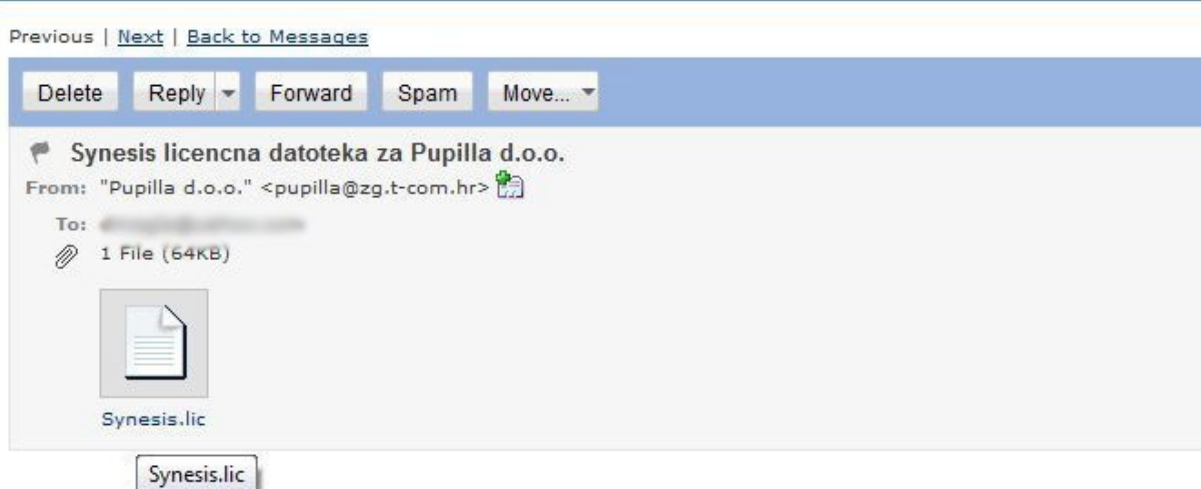 Previous | Next | Back to Messages
Delete Reply Forward Spam Move...
Synesis licencna datoteka za Pupilla d.o.o.
From: "Pupilla d.o.o." <pupilla@zg.t-com.hr>
To:
1 File (64KB)
Synesis.lic
Synesis.lic